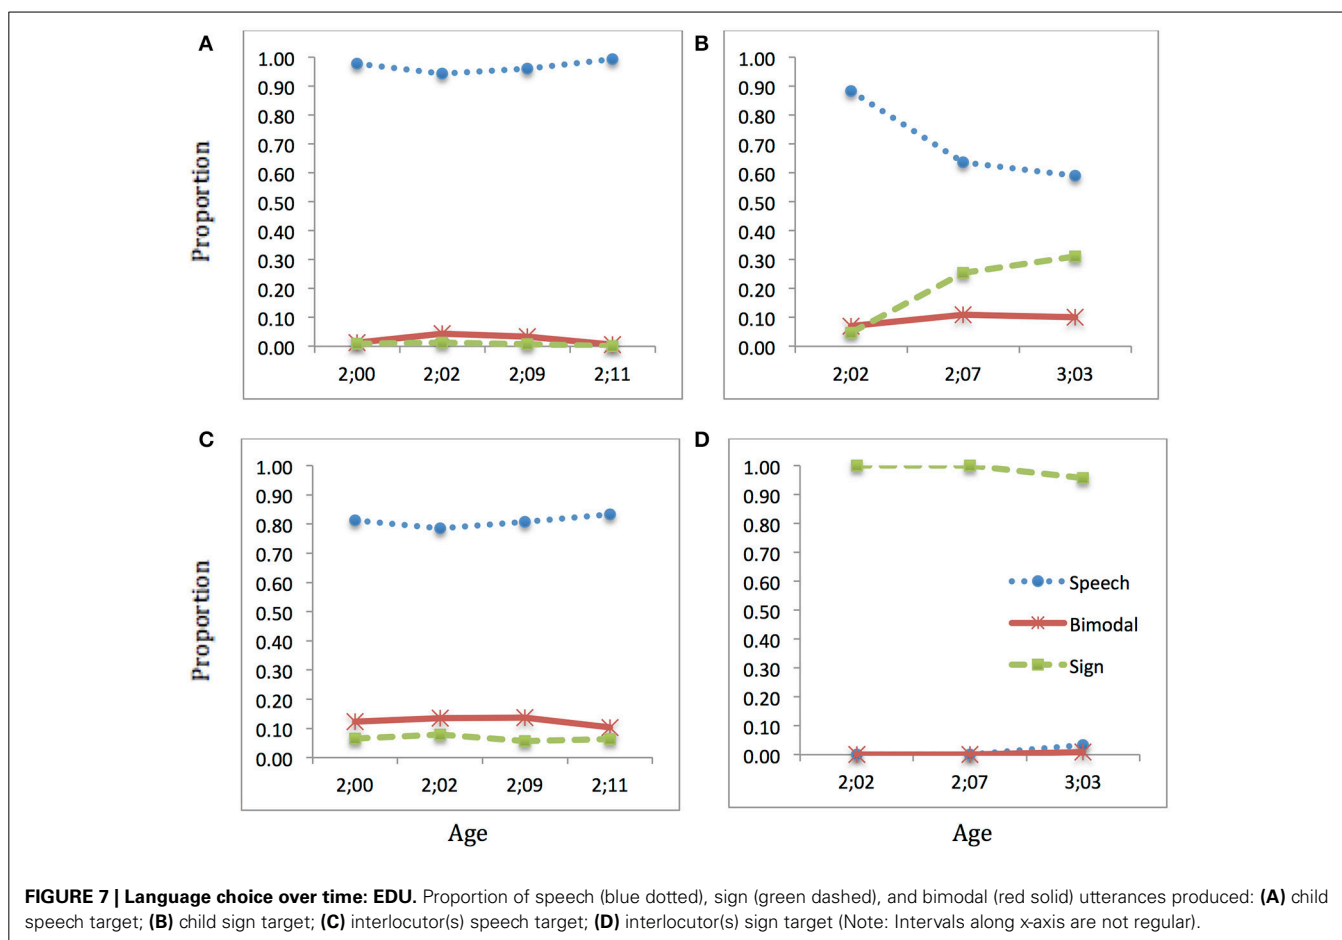 A
1.00
0.90
0.80
0.70
0.60
0.50
0.40
0.30
0.20
0.10
0.00
Proportion
2;00 2;02 2;09 2;11
B
1.00
0.90
0.80
0.70
0.60
0.50
0.40
0.30
0.20
0.10
0.00
2;02 2;07 3;03
C
1.00
0.90
0.80
0.70
0.60
0.50
0.40
0.30
0.20
0.10
0.00
Proportion
2;00 2;02 2;09 2;11
Age
D
1.00
0.90
0.80
0.70
0.60
0.50
0.40
0.30
0.20
0.10
0.00
Speech
Bimodal
Sign
2;02 2;07 3;03
Age
FIGURE 7 | Language choice over time: EDU. Proportion of speech (blue dotted), sign (green dashed), and bimodal (red solid) utterances produced: (A) child
speech target; (B) child sign target; (C) interlocutor(s) speech target; (D) interlocutor(s) sign target (Note: Intervals along x-axis are not regular).